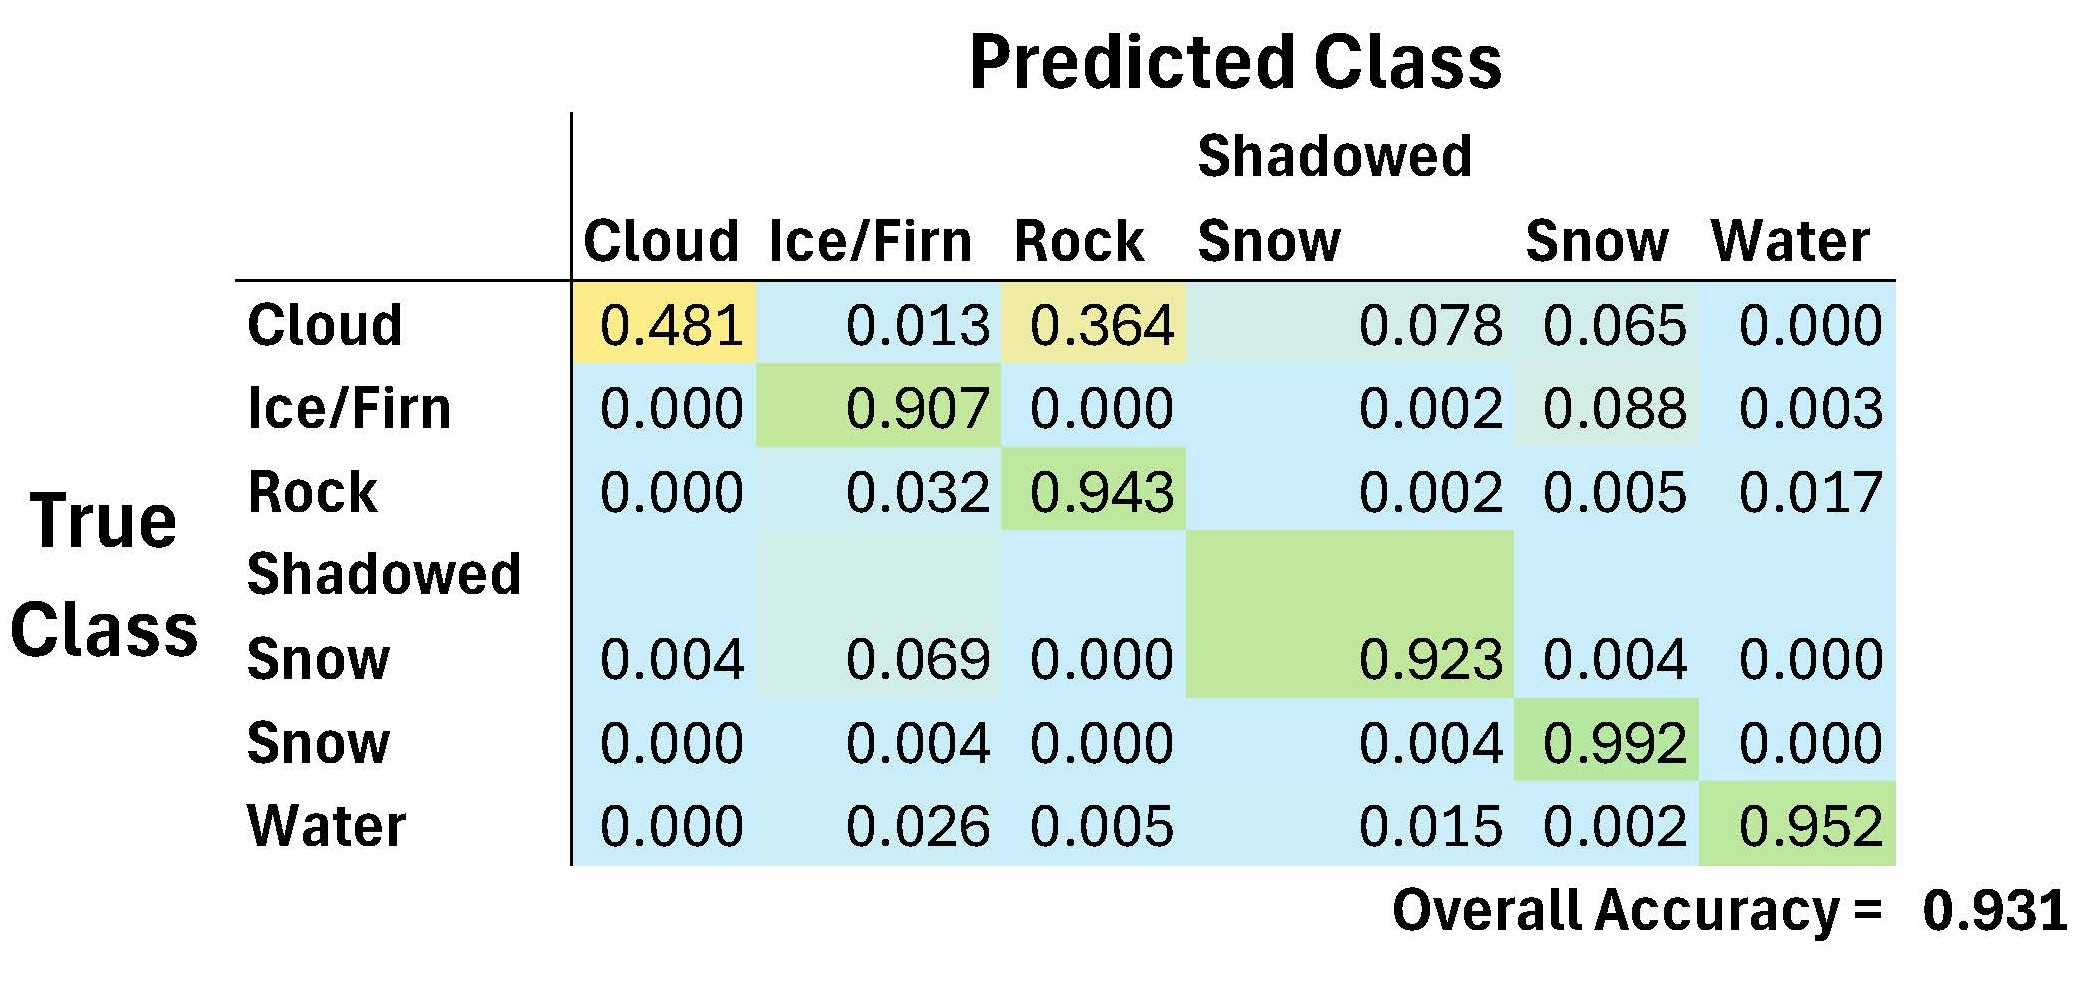 Predicted Class
Shadowed
Cloud Ice/Firn Rock Snow Snow Water
Cloud 0.481 0.013 0.364 0.078 0.065 0.000
Ice/Firn 0.000 0.907 0.000 0.002 0.088 0.003
Rock 0.000 0.032 0.943 0.002 0.005 0.017
True
Class
Shadowed
Snow 0.004 0.069 0.000 0.923 0.004 0.000
Snow 0.000 0.004 0.000 0.004 0.992 0.000
Water 0.000 0.026 0.005 0.015 0.002 0.952
Overall Accuracy = 0.931